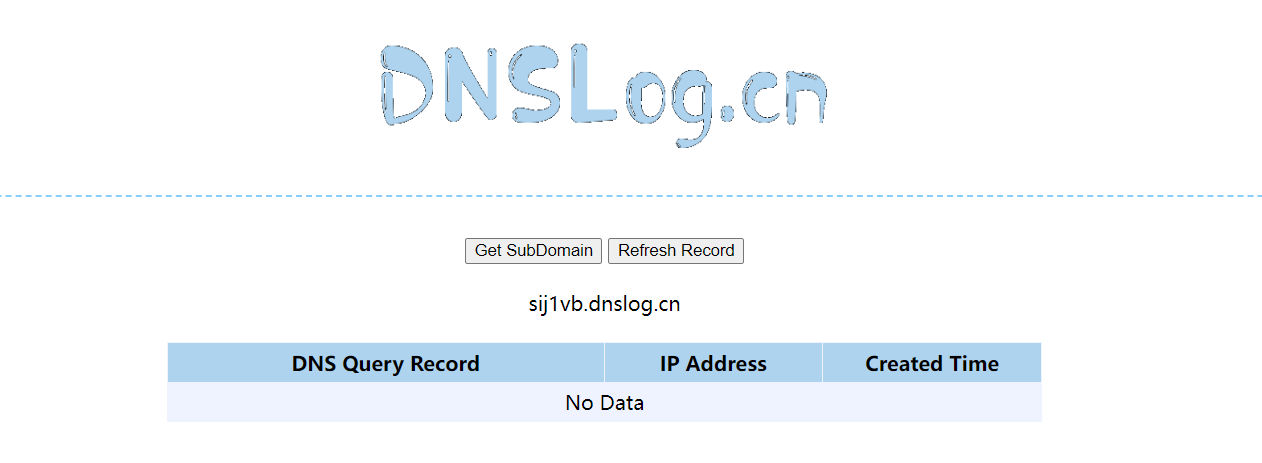 DNSLog.cn
Get SubDomain Refresh Record
sij1vb.dnslog.cn
DNS Query Record IP Address Created Time
No Data